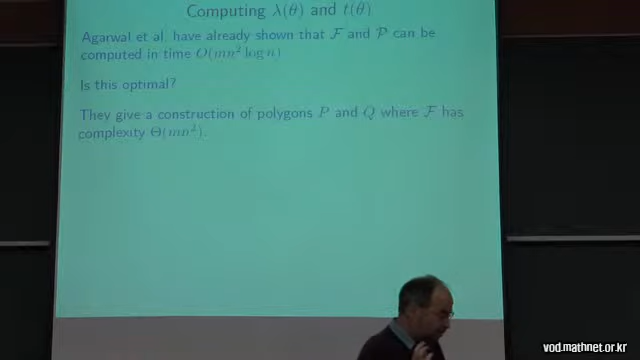 Computing λ(θ) and t(θ)
Agarwal et al. have already shown that ℱ and 𝒫 can be
computed in time O(mn² log n)
Is this optimal?
They give a construction of polygons P and Q where ℱ has
complexity Θ(mn²).
vod.mathnet.or.kr